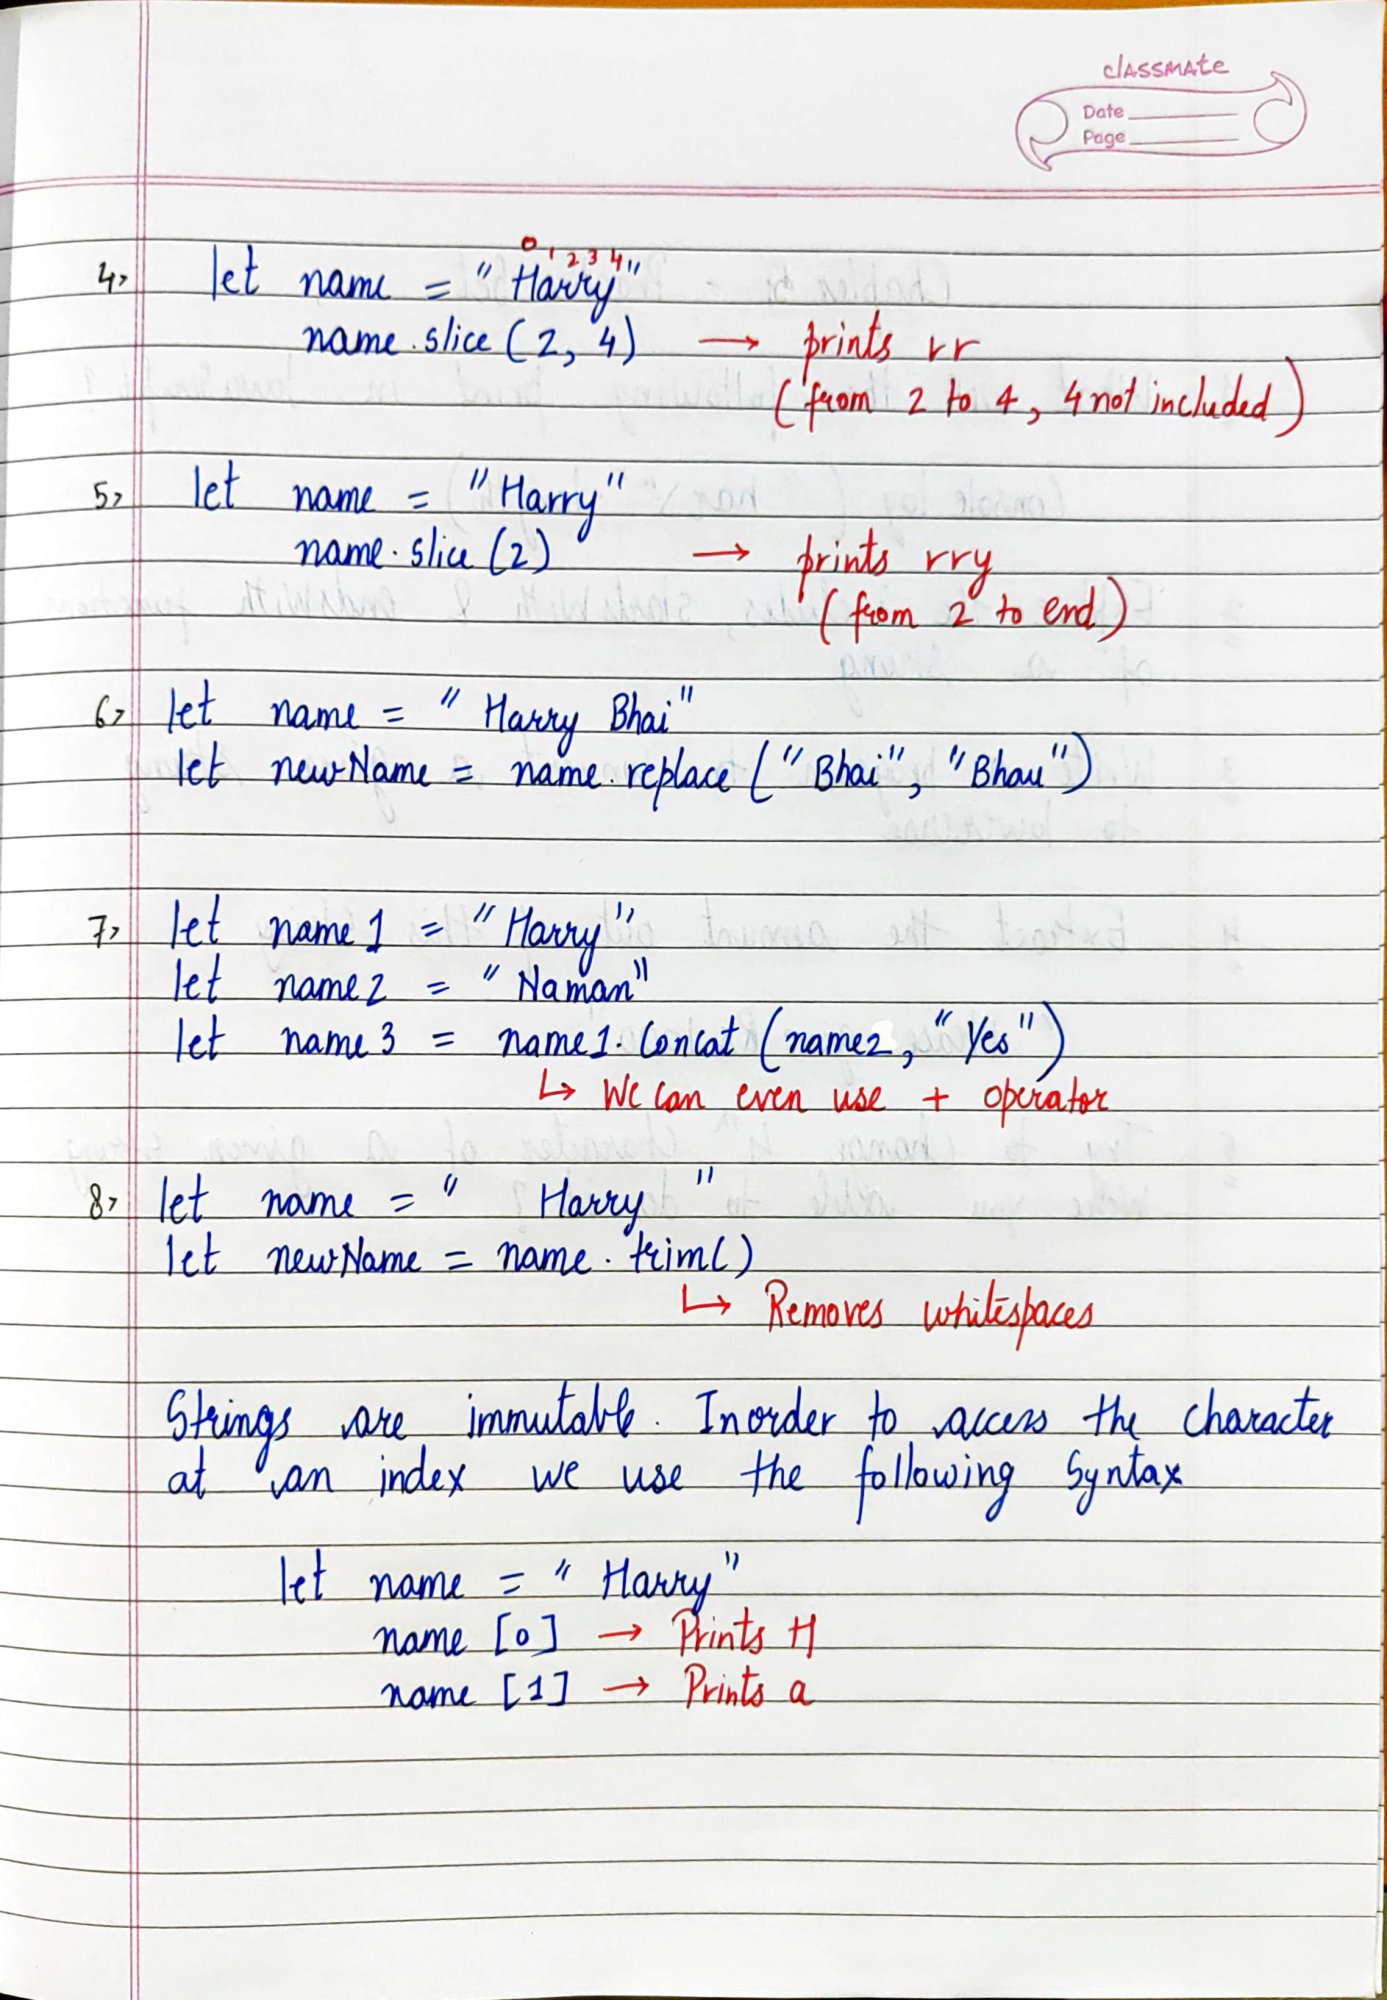 classmate
Date
Page
0 1 2 3 4
4> let name = "Harry"
name.slice(2, 4) → prints rr
(from 2 to 4, 4 not included)
5> let name = "Harry"
name.slice(2) → prints rry
(from 2 to end)
6> let name = "Harry Bhai"
let newName = name.replace("Bhai", "Bhau")
7> let name1 = "Harry"
let name2 = "Naman"
let name3 = name1.Concat(name2, "Yes")
↳ We can even use + operator
8> let name = " Harry "
let newName = name.trim()
↳ Removes whitespaces
Strings are immutable. Inorder to access the character
at an index we use the following Syntax
let name = "Harry"
name [0] → Prints H
name [1] → Prints a